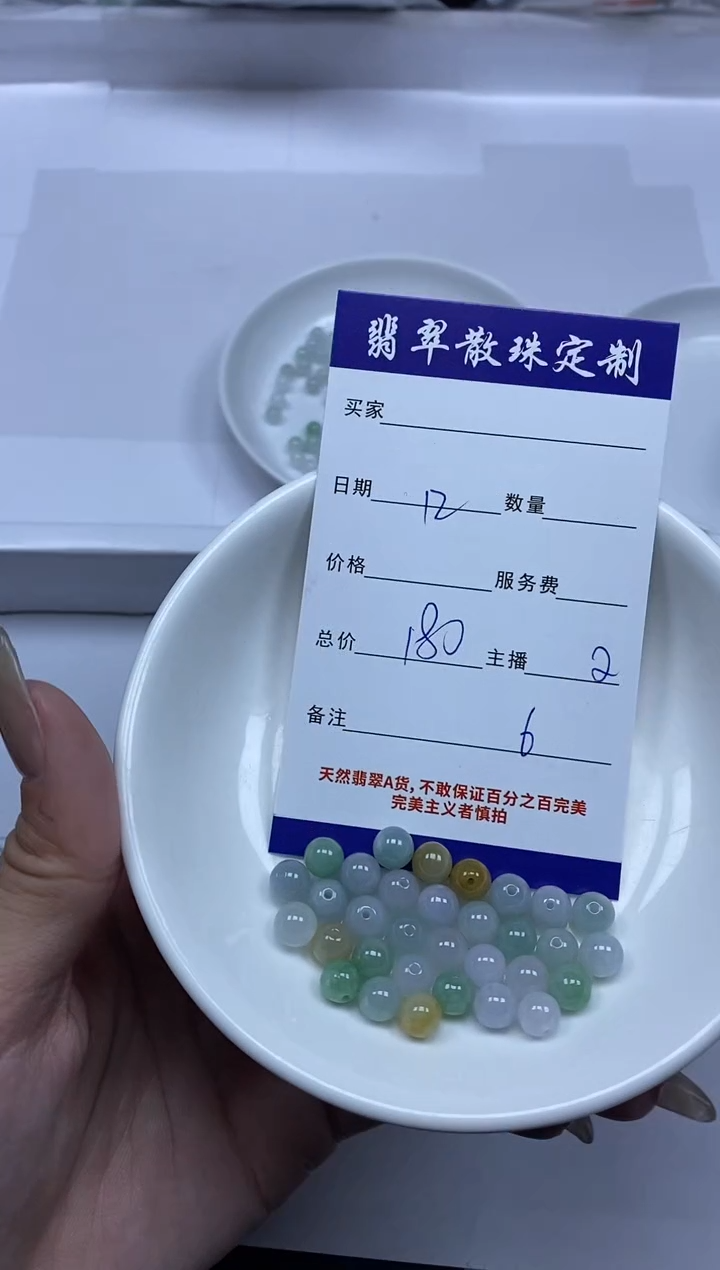 翡翠散珠定制
买家
日期 12 数量
价格 服务费
总价 180 主播 2
备注 6
天然翡翠A货,不敢保证百分之百完美
完美主义者慎拍